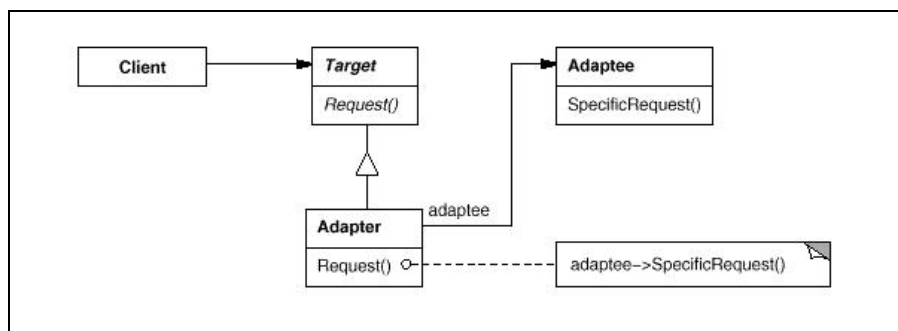 Client
Target
Request()
Adaptee
SpecificRequest()
adaptee
Adapter
Request()
adaptee->SpecificRequest()